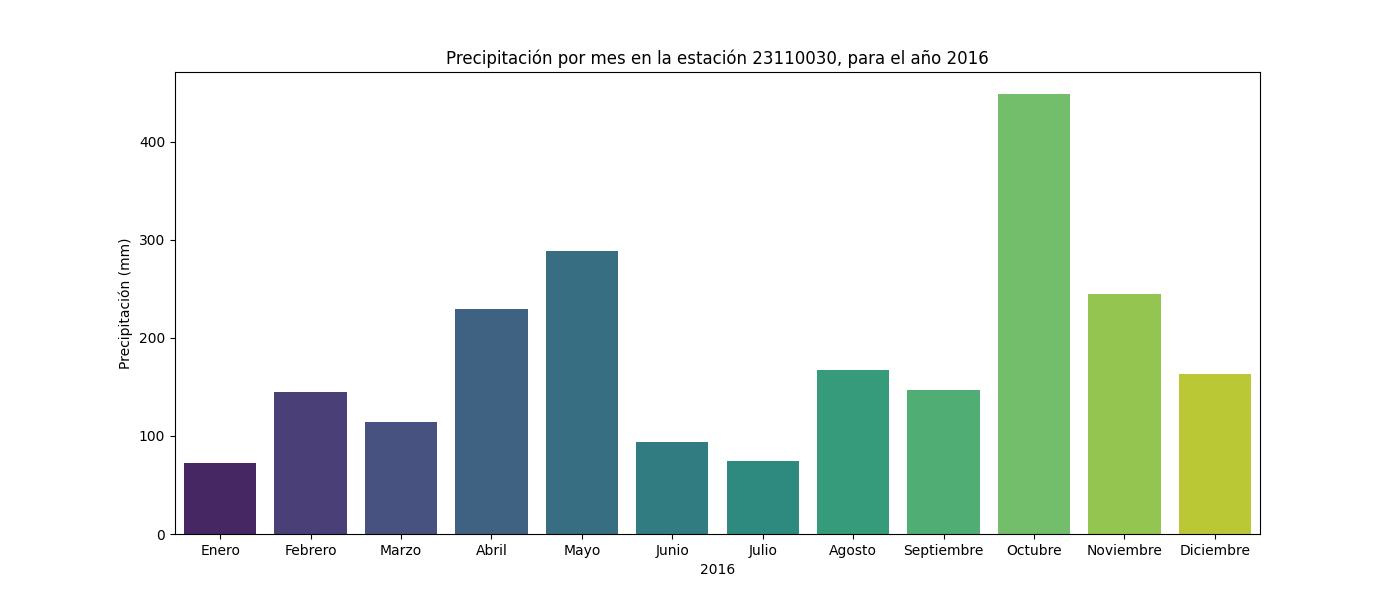 Precipitación por mes en la estación 23110030, para el año 2016
Precipitación (mm)
400
300
200
100
0
Enero Febrero Marzo Abril Mayo Junio Julio Agosto Septiembre Octubre Noviembre Diciembre
2016